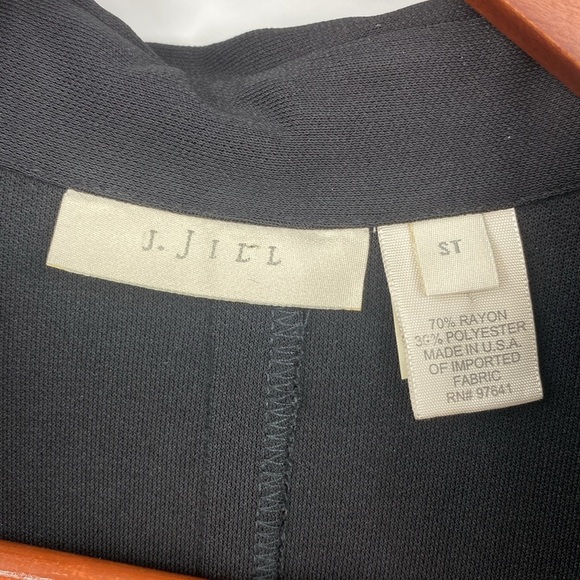 J. JILL
ST
70% RAYON
30% POLYESTER
MADE IN U.S.A.
OF IMPORTED
FABRIC
RN# 97641